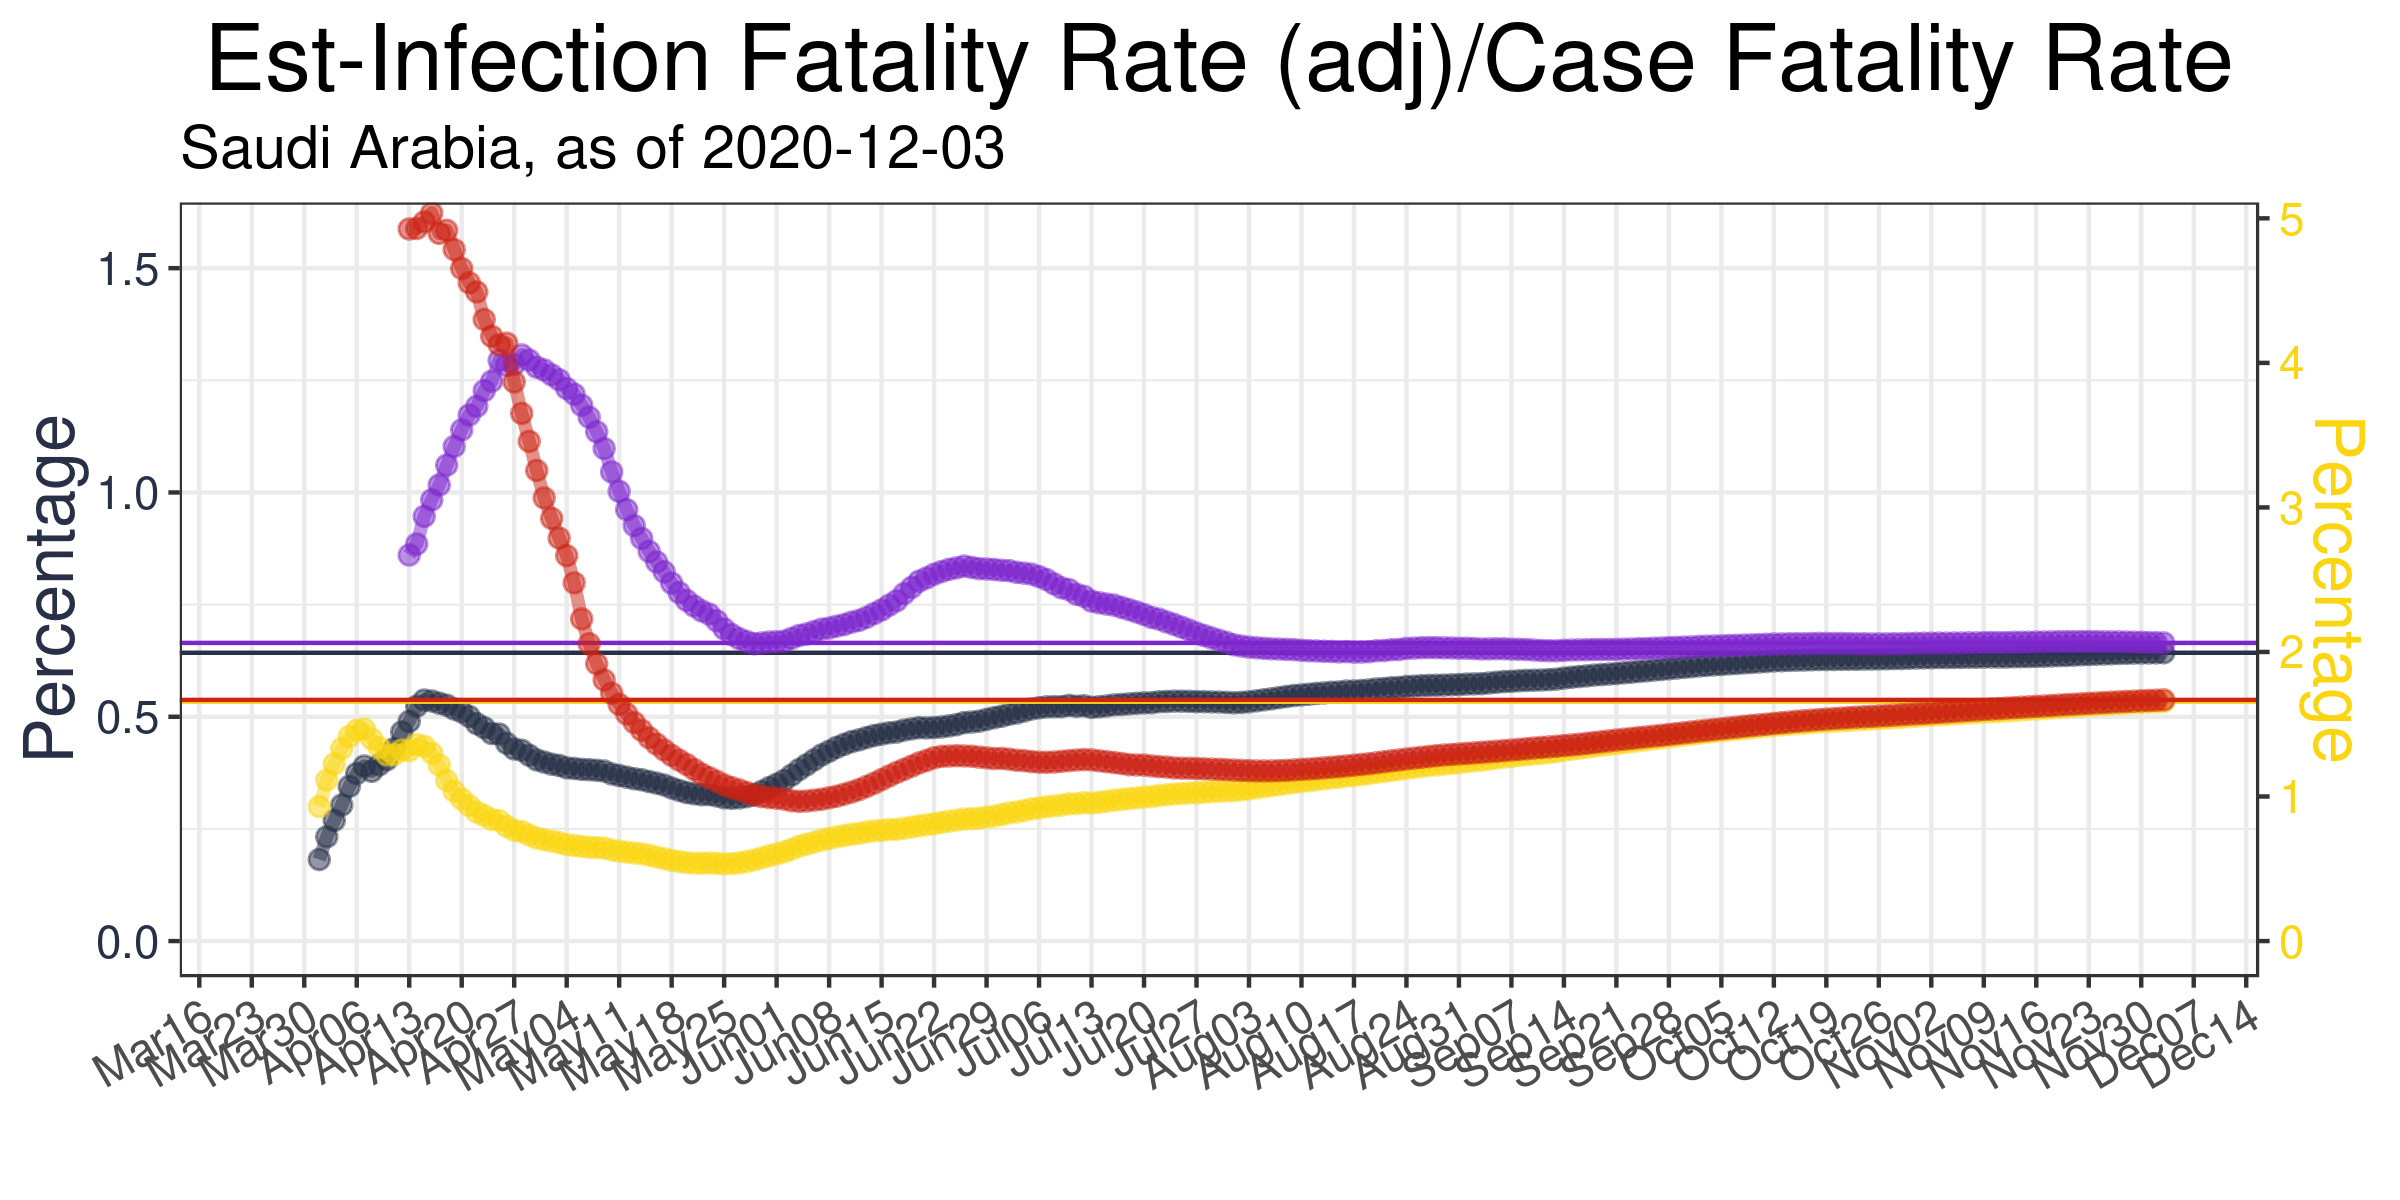 Est-Infection Fatality Rate (adj)/Case Fatality Rate
Saudi Arabia, as of 2020-12-03
Percentage
1.5
1.0
0.5
0.0
5
4
3
2
1
0
Percentage
Mar16
Mar23
Mar30
Apr06
Apr13
Apr20
Apr27
May04
May11
May18
May25
Jun01
Jun08
Jun15
Jun22
Jun29
Jul06
Jul13
Jul20
Jul27
Aug03
Aug10
Aug17
Aug24
Aug31
Sep07
Sep14
Sep21
Sep28
Oct05
Oct12
Oct19
Oct26
Nov02
Nov09
Nov16
Nov23
Nov30
Dec07
Dec14